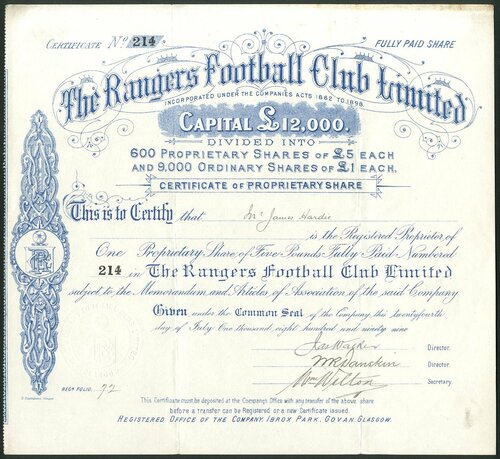 CERTIFICATE No 214
FULLY PAID SHARE
The Rangers Football Club Limited
INCORPORATED UNDER THE COMPANIES ACTS 1862 TO 1898.
CAPITAL £12,000.
DIVIDED INTO
600 PROPRIETARY SHARES OF £5 EACH
AND 9,000 ORDINARY SHARES OF £1 EACH.
CERTIFICATE OF PROPRIETARY SHARE
This is to Certify that Mr James Hardie
is the Registered Proprietor of
One Proprietary Share of Five Pounds Fully Paid Numbered
214 in The Rangers Football Club Limited
subject to the Memorandum and Articles of Association of the said Company
Given under the Common Seal of the Company this twentyfourth
day of July One thousand eight hundred and ninety nine
Jas Walker Director.
Director.
Wm Wilton Secretary.
REGD FOLIO. 72
This Certificate must be deposited at the Company's Office with any transfer of the above share
before a transfer can be Registered or a new Certificate issued.
REGISTERED OFFICE OF THE COMPANY, IBROX PARK, GOVAN GLASGOW.